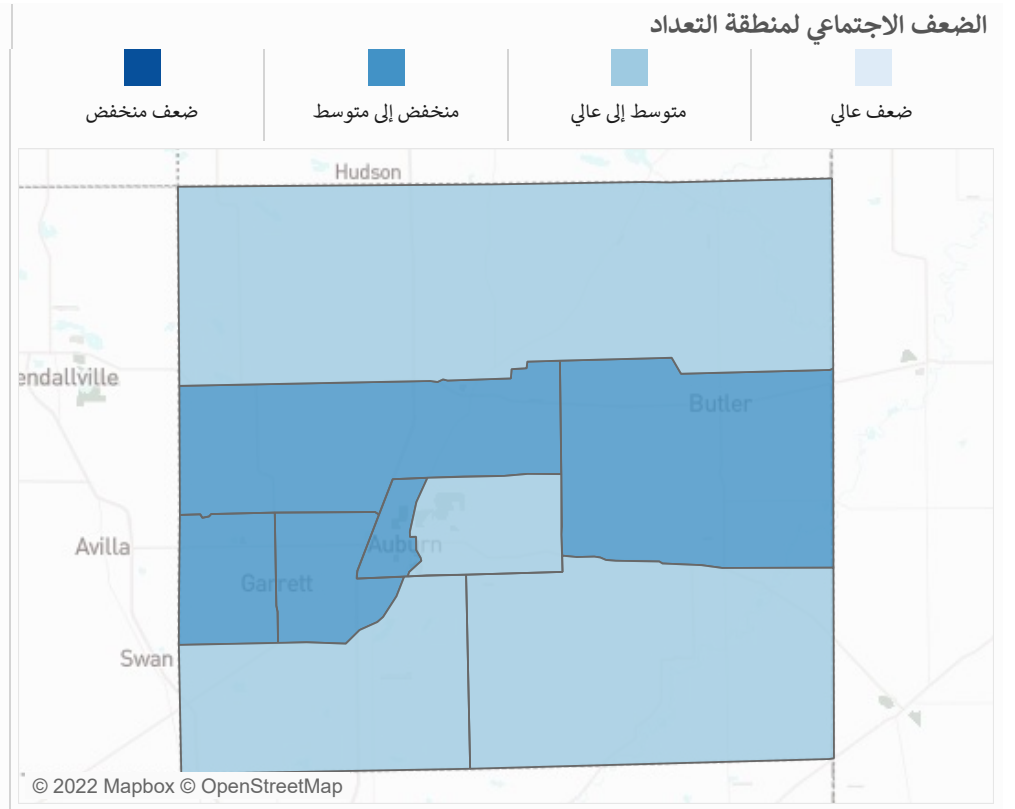 الضعف الاجتماعي لمنطقة التعداد
ضعف عالي
متوسط إلى عالي
منخفض إلى متوسط
ضعف منخفض
Hudson
endallville
Butler
Auburn
Avilla
Garrett
Swan
© 2022 Mapbox © OpenStreetMap